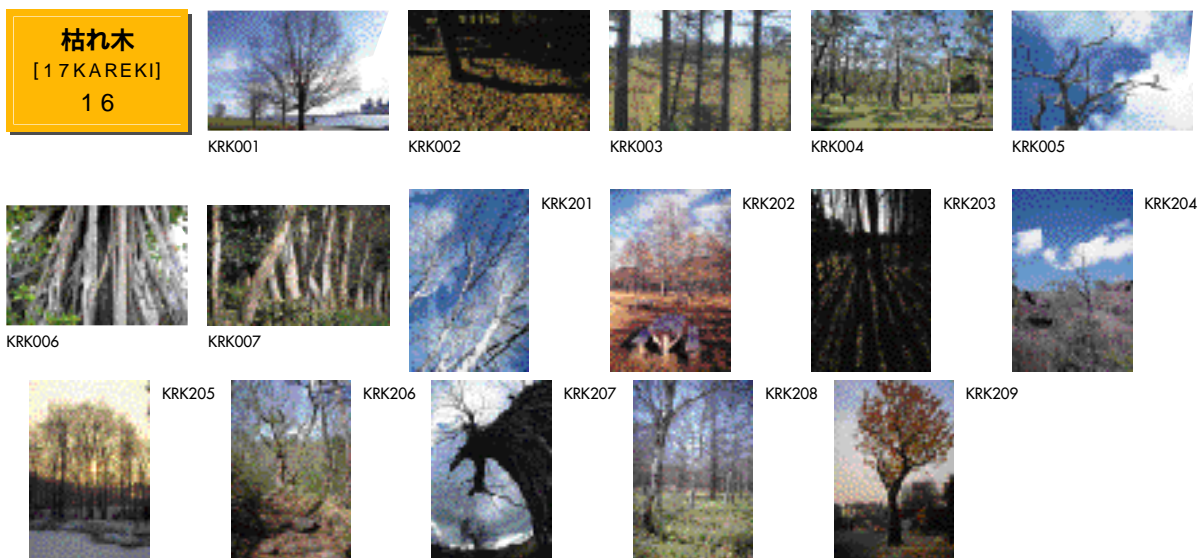 枯れ木
[17KAREKI]
16
KRK001
KRK002
KRK003
KRK004
KRK005
KRK006
KRK007
KRK201
KRK202
KRK203
KRK204
KRK205
KRK206
KRK207
KRK208
KRK209